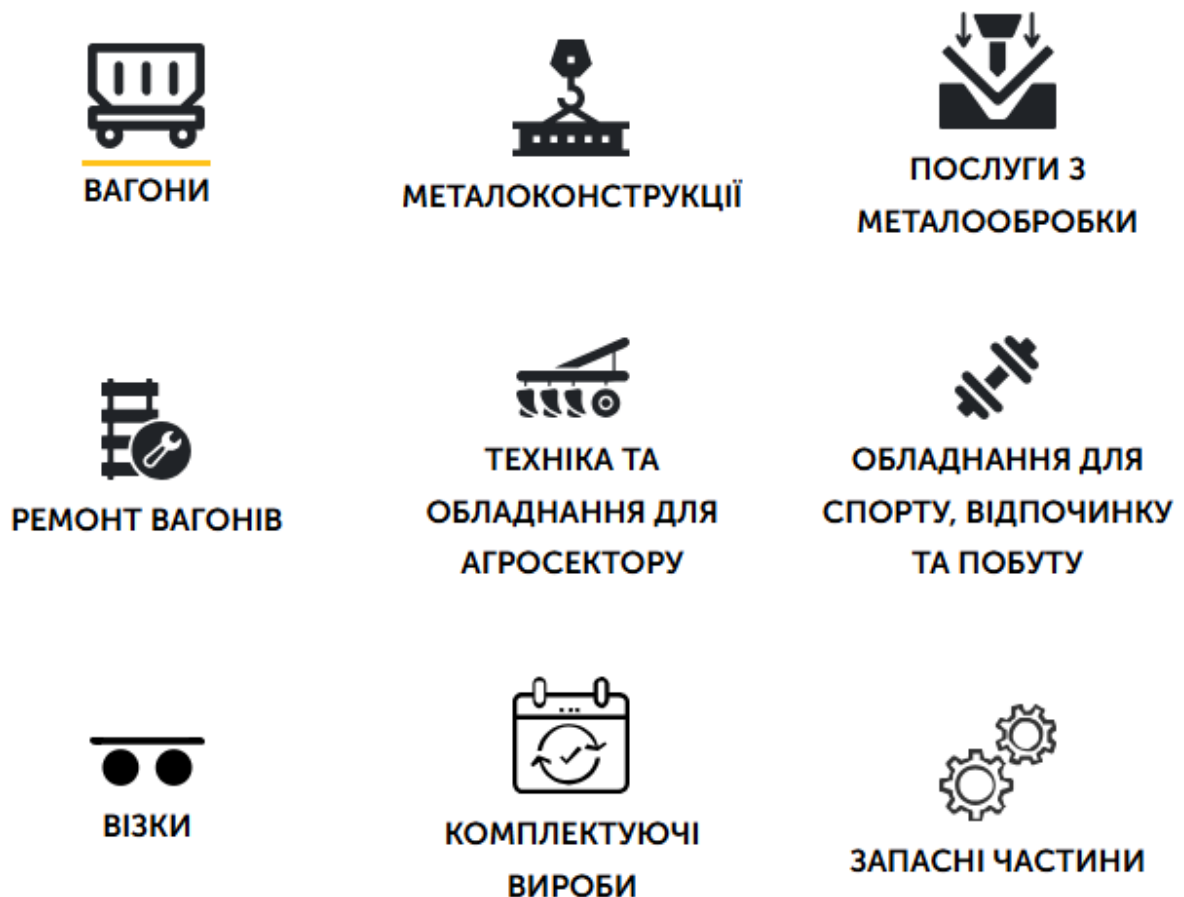 ВАГОНИ
МЕТАЛОКОНСТРУКЦІЇ
ПОСЛУГИ З
МЕТАЛООБРОБКИ
РЕМОНТ ВАГОНІВ
ТЕХНІКА ТА
ОБЛАДНАННЯ ДЛЯ
АГРОСЕКТОРУ
ОБЛАДНАННЯ ДЛЯ
СПОРТУ, ВІДПОЧИНКУ
ТА ПОБУТУ
ВІЗКИ
КОМПЛЕКТУЮЧІ
ВИРОБИ
ЗАПАСНІ ЧАСТИНИ